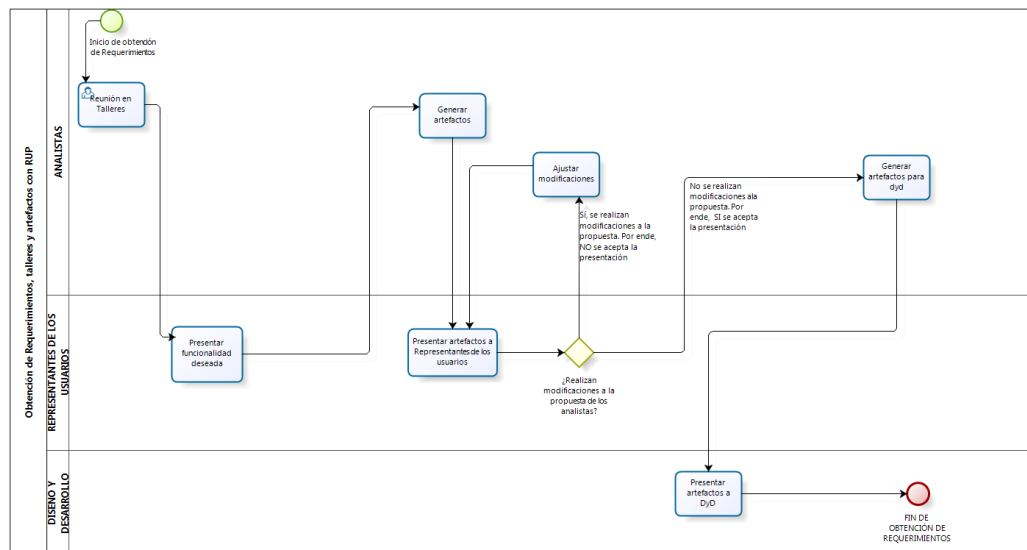 Obtención de Requerimientos, talleres y artefactos con RUP
ANALISTAS
Inicio de obtención
de Requerimientos
Reunión en
Talleres
Generar
artefactos
Ajustar
modificaciones
Sí, se realizan
modificaciones a la
propuesta. Por ende,
NO se acepta la
presentación
No se realizan
modificaciones ala
propuesta. Por
ende, SI se acepta
la presentación
Generar
artefactos para
dyd
REPRESENTANTES DE LOS
USUARIOS
Presentar
funcionalidad
deseada
Presentar artefactos a
Representantes de los
usuarios
¿Realizan
modificaciones a la
propuesta de los
analistas?
DISENO Y
DESARROLLO
Presentar
artefactos a
DyD
FIN DE
OBTENCIÓN DE
REQUERIMIENTOS